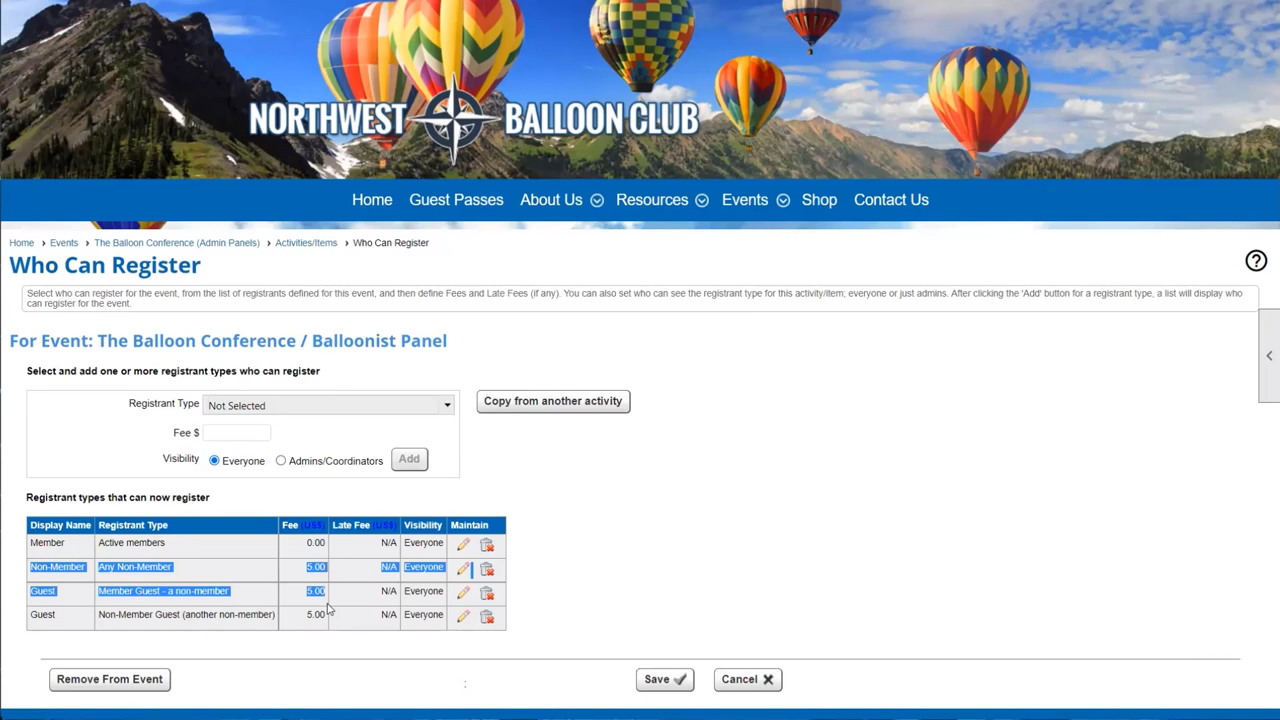 NORTHWEST BALLOON CLUB
Home Guest Passes About Us Resources Events Shop Contact Us
Home › Events › The Balloon Conference (Admin Panels) › Activities/Items › Who Can Register
Who Can Register
Select who can register for the event, from the list of registrants defined for this event, and then define Fees and Late Fees (if any). You can also set who can see the registrant type for this activity/item; everyone or just admins. After clicking the 'Add' button for a registrant type, a list will display who
can register for the event.
For Event: The Balloon Conference / Balloonist Panel
Select and add one or more registrant types who can register
Registrant Type Not Selected Copy from another activity
Fee $
Visibility Everyone Admins/Coordinators Add
Registrant types that can now register
Display Name Registrant Type Fee (US$) Late Fee (US$) Visibility Maintain
Member Active members 0.00 N/A Everyone
Non-Member Any Non-Member 5.00 N/A Everyone
Guest Member Guest - a non-member 5.00 N/A Everyone
Guest Non-Member Guest (another non-member) 5.00 N/A Everyone
Remove From Event : Save Cancel